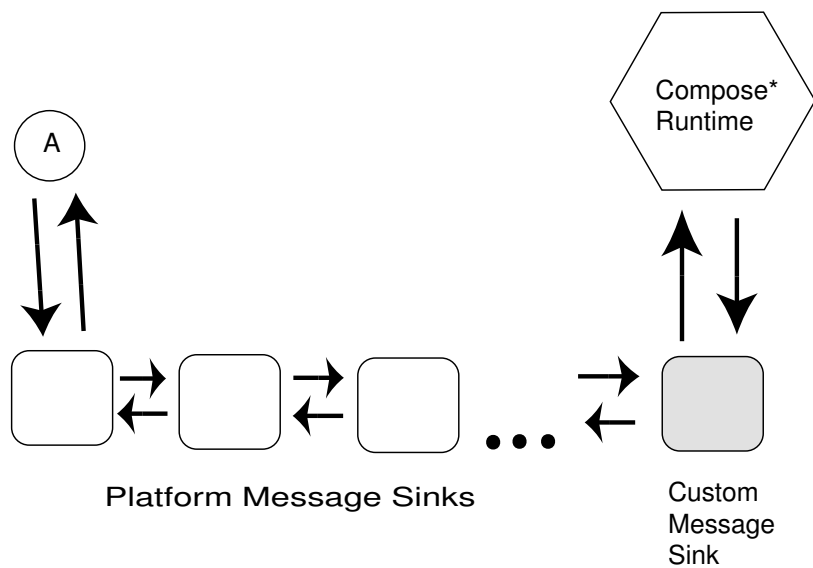 Compose*
Runtime
A
Platform Message Sinks
Custom
Message
Sink